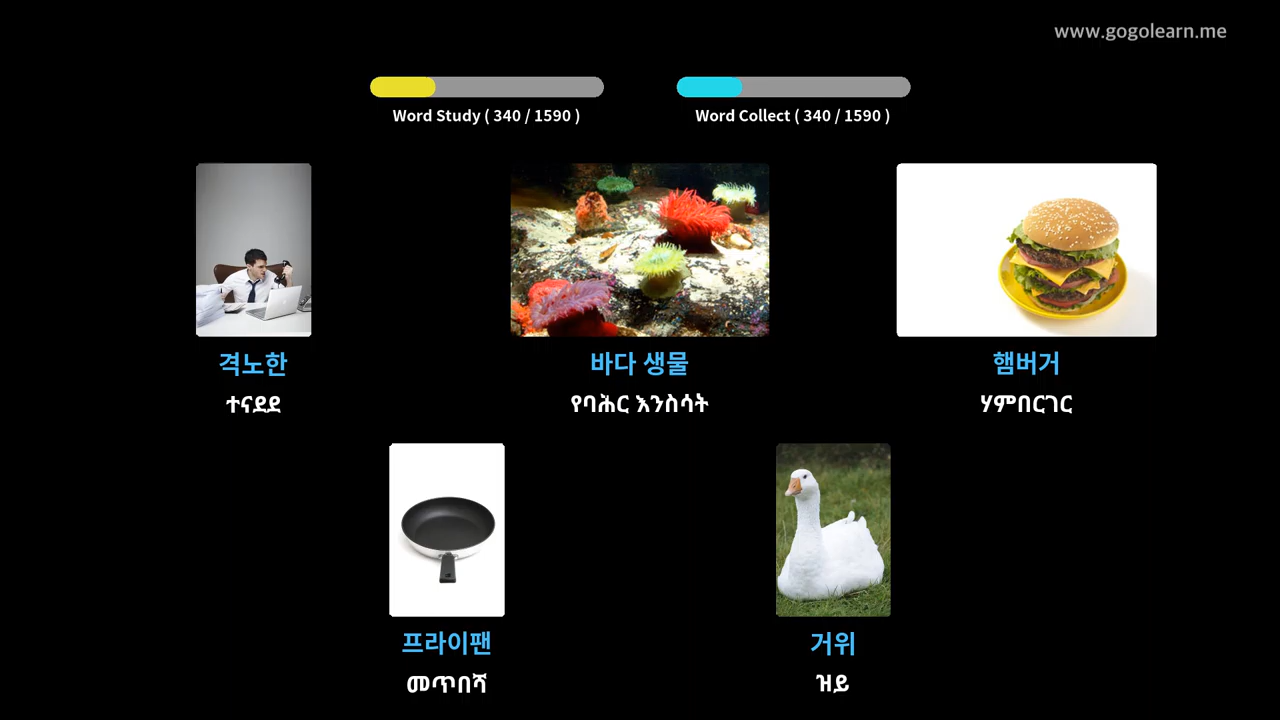 www.gogolearn.me
Word Study ( 340 / 1590 )
Word Collect ( 340 / 1590 )
격노한
ተናደደ
바다 생물
የባሕር እንስሳት
햄버거
ሃምበርገር
프라이팬
መጥበሻ
거위
ዝይ